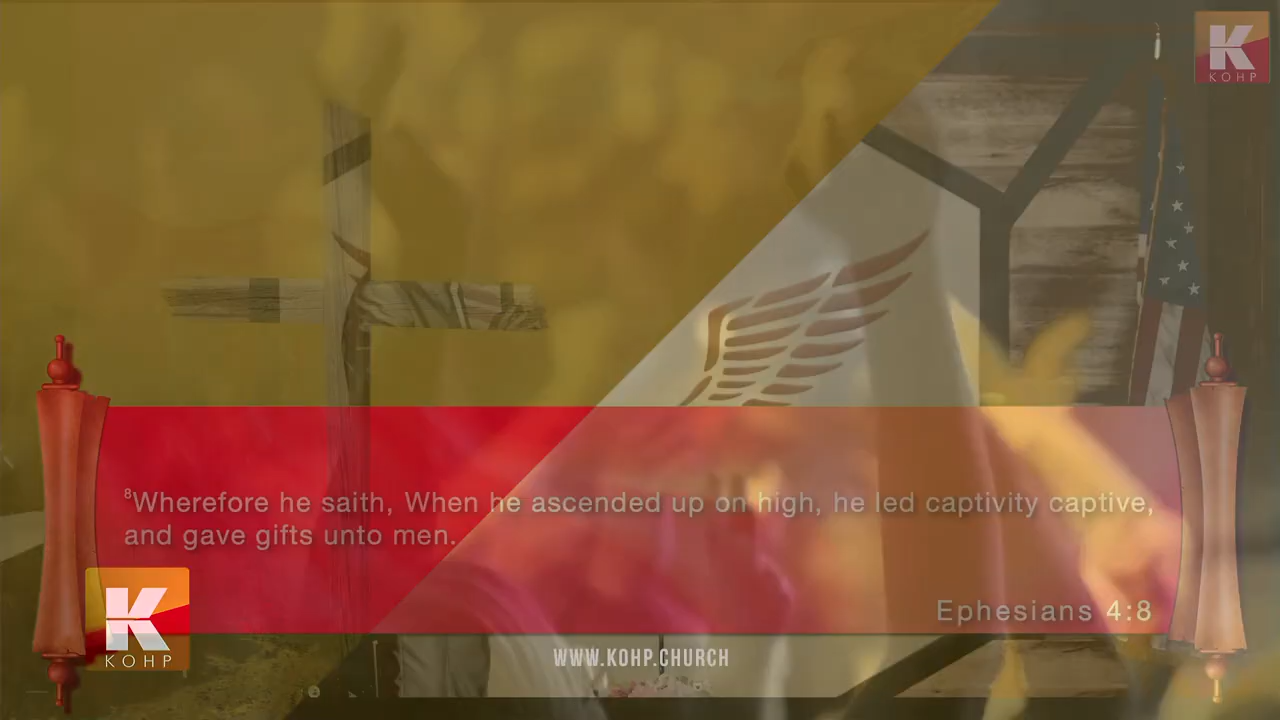 K
KOHP
⁸Wherefore he saith, When he ascended up on high, he led captivity captive,
and gave gifts unto men.
Ephesians 4:8
K
KOHP
WWW.KOHP.CHURCH